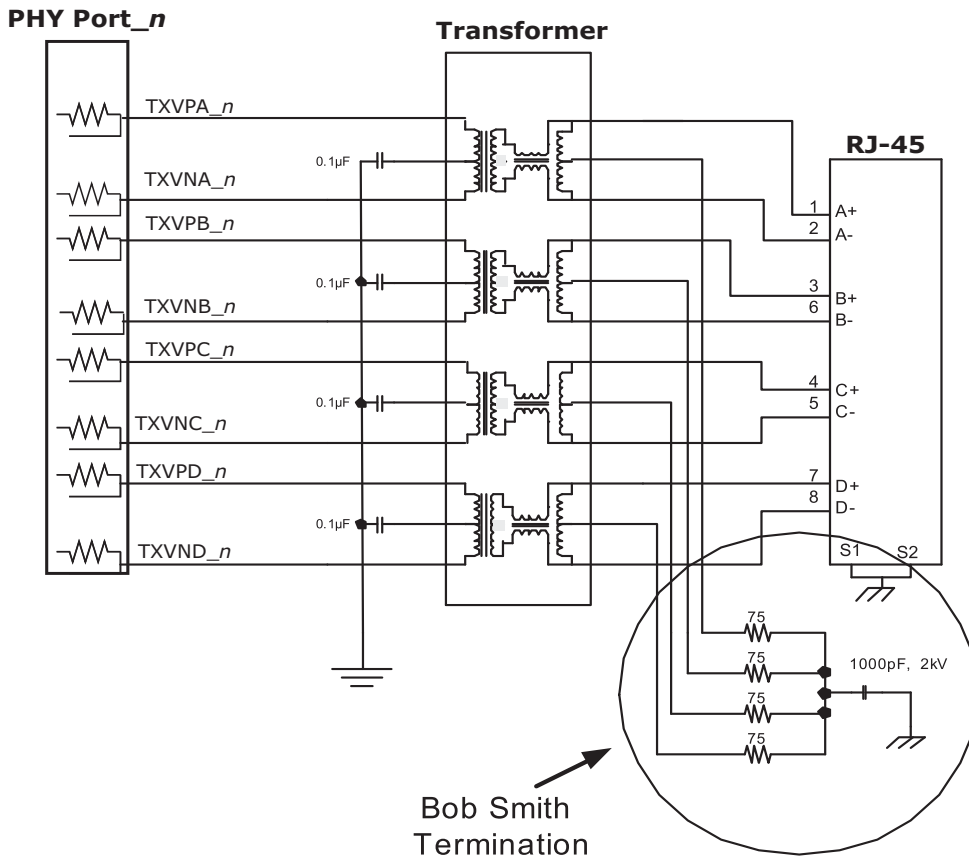 PHY Port_n
Transformer
RJ-45
TXVPA_n
0.1µF
TXVNA_n
TXVPB_n
0.1µF
TXVNB_n
TXVPC_n
0.1µF
TXVNC_n
TXVPD_n
0.1µF
TXVND_n
1 A+
2 A-
3 B+
6 B-
4 C+
5 C-
7 D+
8 D-
S1 S2
75
75
75
75
1000pF, 2kV
Bob Smith
Termination